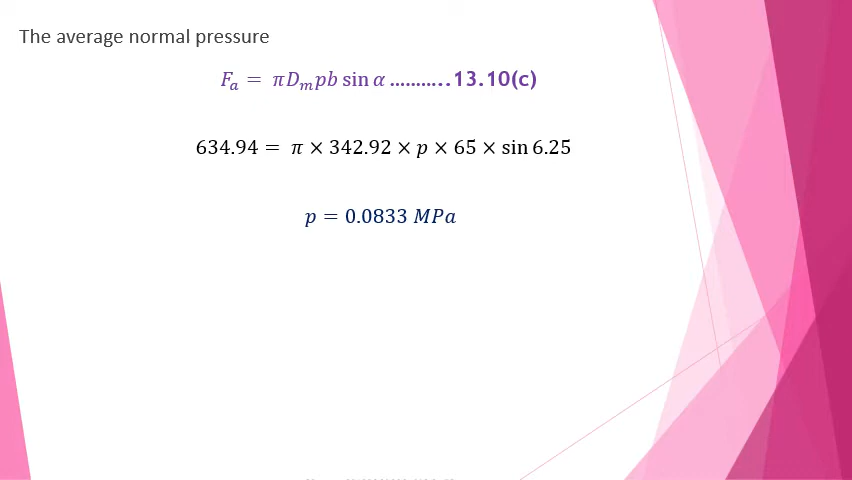 The average normal pressure
F_a = πD_m pb sin α ………..13.10(c)
634.94 = π × 342.92 × p × 65 × sin 6.25
p = 0.0833 MPa